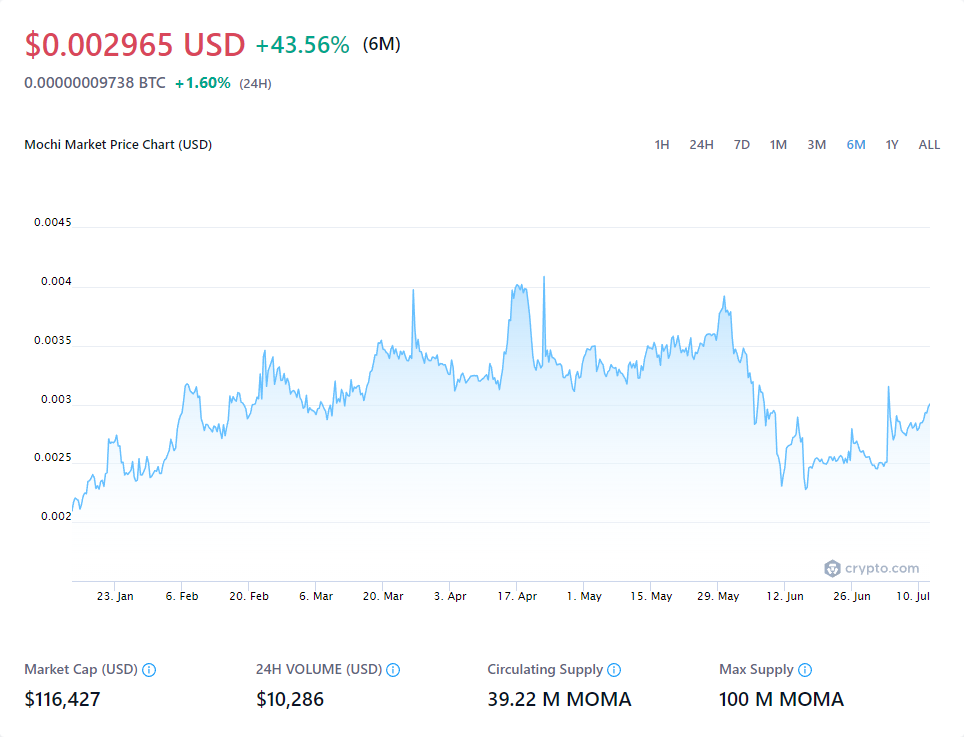 $0.002965 USD +43.56% (6M)
0.00000009738 BTC +1.60% (24H)
Mochi Market Price Chart (USD) 1H 24H 7D 1M 3M 6M 1Y ALL
0.0045
0.004
0.0035
0.003
0.0025
0.002
crypto.com
23. Jan 6. Feb 20. Feb 6. Mar 20. Mar 3. Apr 17. Apr 1. May 15. May 29. May 12. Jun 26. Jun 10. Jul
Market Cap (USD) 24H VOLUME (USD) Circulating Supply Max Supply
$116,427 $10,286 39.22 M MOMA 100 M MOMA